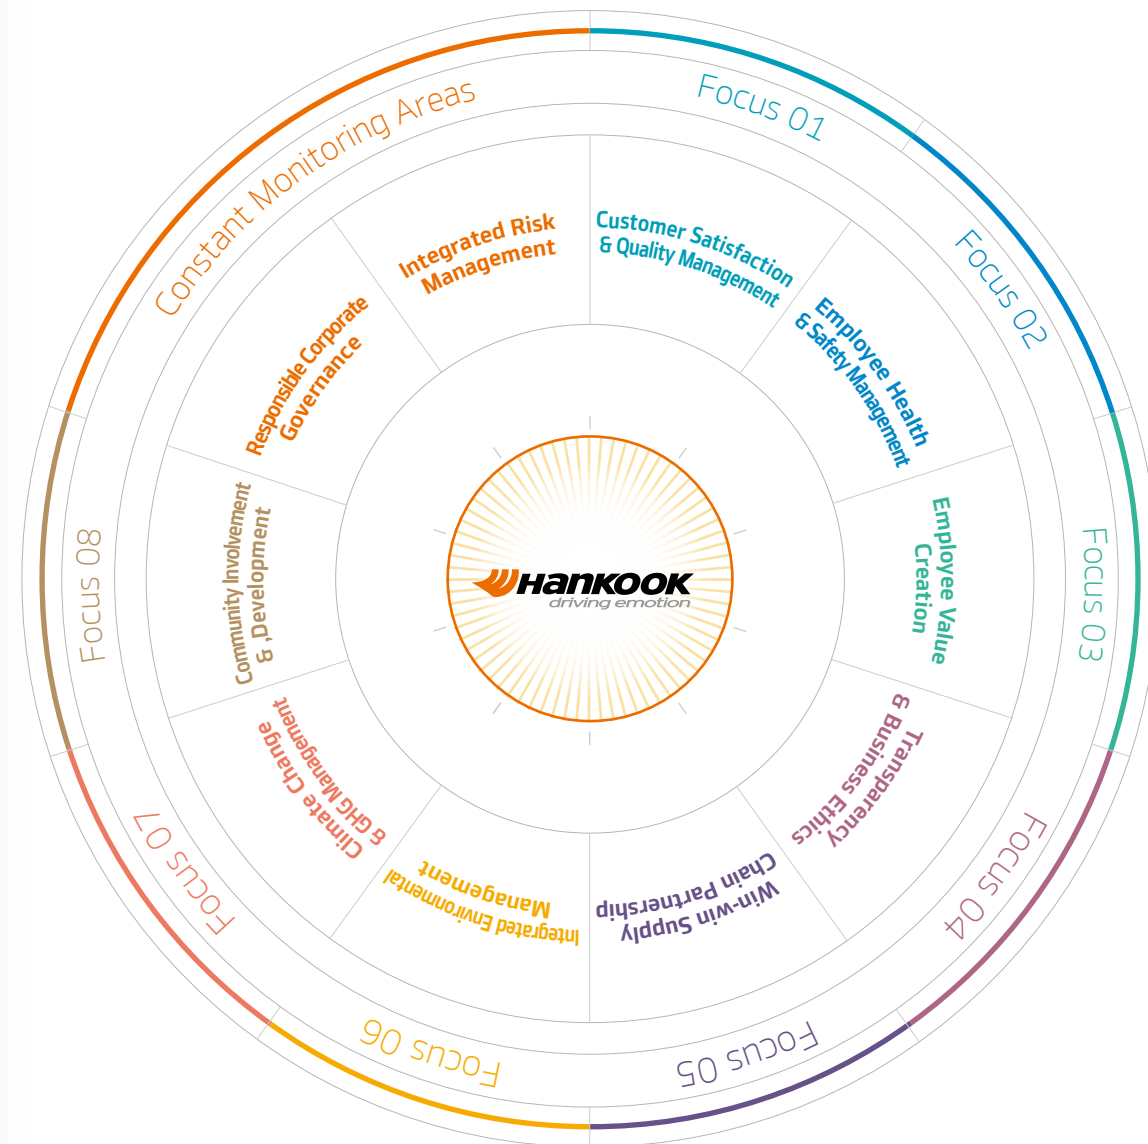 Focus 01
Customer Satisfaction
& Quality Management
Focus 02
Employee Health
& Safety Management
Focus 03
Employee Value
Creation
Focus 04
Transparency
& Business Ethics
Focus 05
Win-win Supply
Chain Partnership
Focus 06
Integrated Environmental
Management
Focus 07
Climate Change
& GHG Management
Focus 08
Community Involvement
& ,Development
Constant Monitoring Areas
Responsible Corporate
Governance
Integrated Risk
Management
HANKOOK
driving emotion